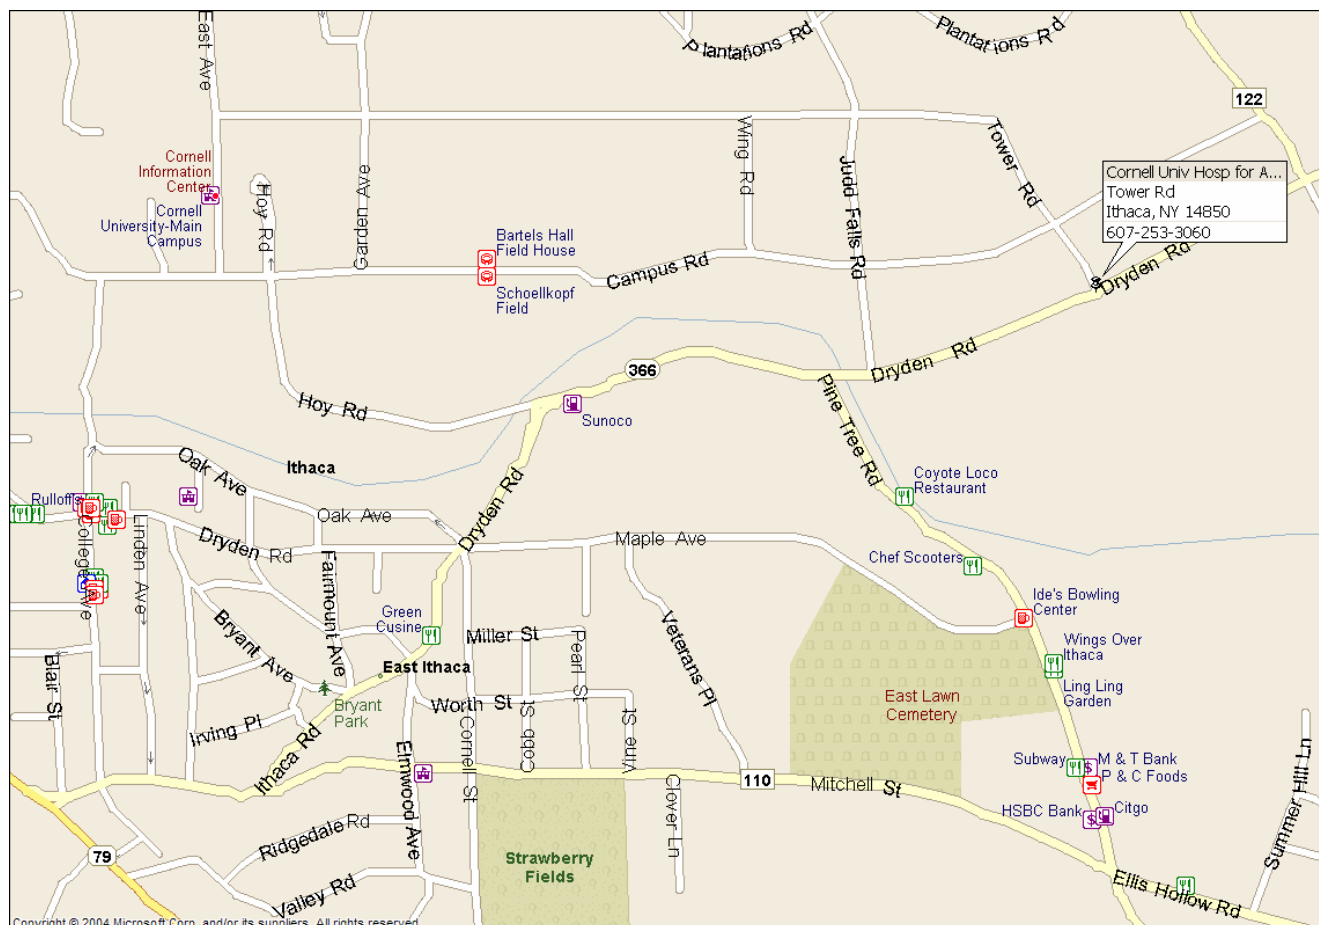 East Ave
Plantations Rd
Plantations Rd
122
Tower Rd
Wing Rd
Judd Falls Rd
Garden Ave
Hoy Rd
Cornell
Information
Center
Cornell
University-Main
Campus
Cornell Univ Hosp for A...
Tower Rd
Ithaca, NY 14850
607-253-3060
Bartels Hall
Field House
Schoellkopf
Field
Campus Rd
Dryden Rd
Dryden Rd
366
Hoy Rd
Sunoco
Pine Tree Rd
Oak Ave
Ithaca
Coyote Loco
Restaurant
Rulloff's
Oak Ave
Dryden Rd
College Ave
Linden Ave
Dryden Rd
Fairmount Ave
Maple Ave
Chef Scooters
Ide's Bowling
Center
Green
Cusine
Bryant Ave
Miller St
Pearl St
Veterans Pl
Wings Over
Ithaca
Blair St
East Ithaca
Ling Ling
Garden
East Lawn
Cemetery
Bryant
Park
Worth St
Irving Pl
Ithaca Rd
Cobb St
Vine St
Elmwood Ave
Cornell St
Subway
M & T Bank
P & C Foods
110
Mitchell St
HSBC Bank
Citgo
Clover Ln
Summer Hill Ln
Ridgedale Rd
79
Strawberry
Fields
Valley Rd
Ellis Hollow Rd
Copyright © 2004 Microsoft Corp. and/or its suppliers. All rights reserved.